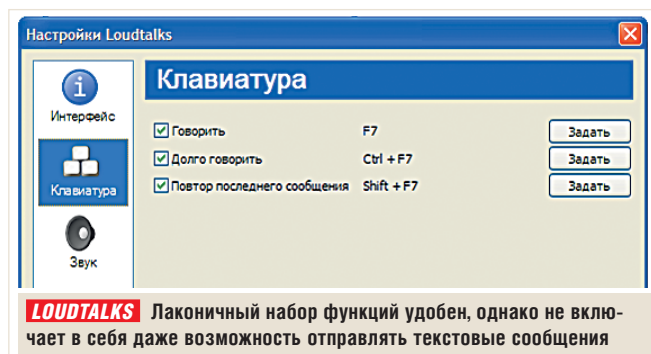 Настройки Loudtalks
Интерфейс
Клавиатура
Звук
Клавиатура
Говорить F7 Задать
Долго говорить Ctrl + F7 Задать
Повтор последнего сообщения Shift + F7 Задать
LOUDTALKS Лаконичный набор функций удобен, однако не вклю-
чает в себя даже возможность отправлять текстовые сообщения